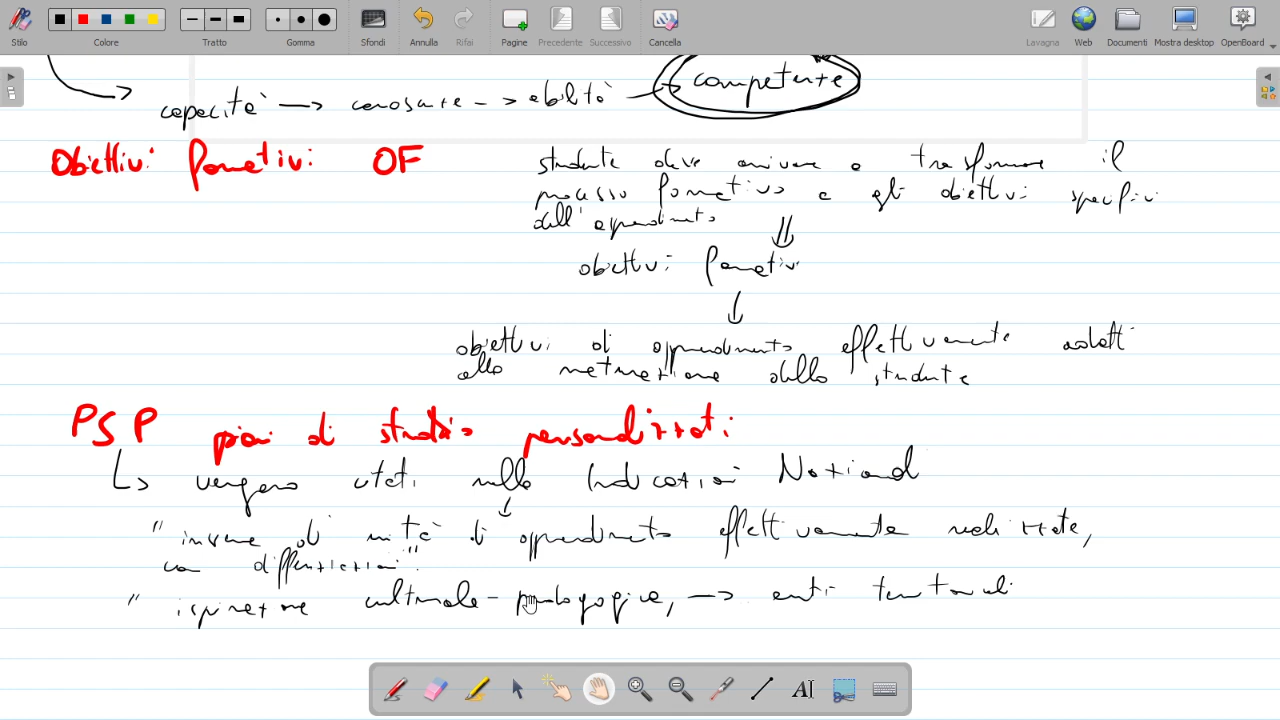 Stilo Colore Tratto Gomma Sfondi Annulla Rifai Pagine Precedente Successivo Cancella Lavagna Web Documenti Mostra desktop OpenBoard
capacità → conoscenze → abilità → competenze
Obiettivi formativi OF
studente deve arrivare a trasformare il
processo formativo e gli obiettivi specifici
dell'apprendimento
obiettivi formativi
obiettivi di apprendimento effettivamente adatti
alla maturazione dello studente
PSP piani di studio personalizzati
↳ vengono citati nelle Indicazioni Nazionali
"insieme di unità di apprendimento effettivamente realizzate,
con differenziazioni".
" ispirazione culturale - pedagogica, → enti territoriali